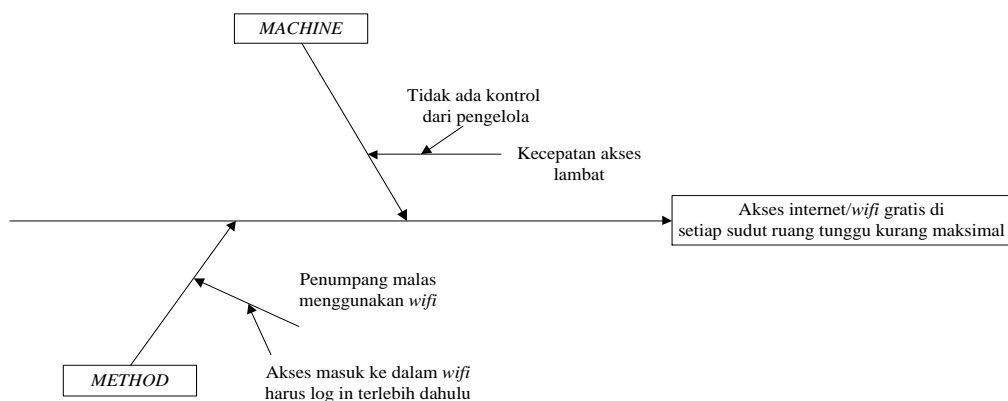 MACHINE
Tidak ada kontrol
dari pengelola
Kecepatan akses
lambat
Akses internet/wifi gratis di
setiap sudut ruang tunggu kurang maksimal
Penumpang malas
menggunakan wifi
METHOD
Akses masuk ke dalam wifi
harus log in terlebih dahulu